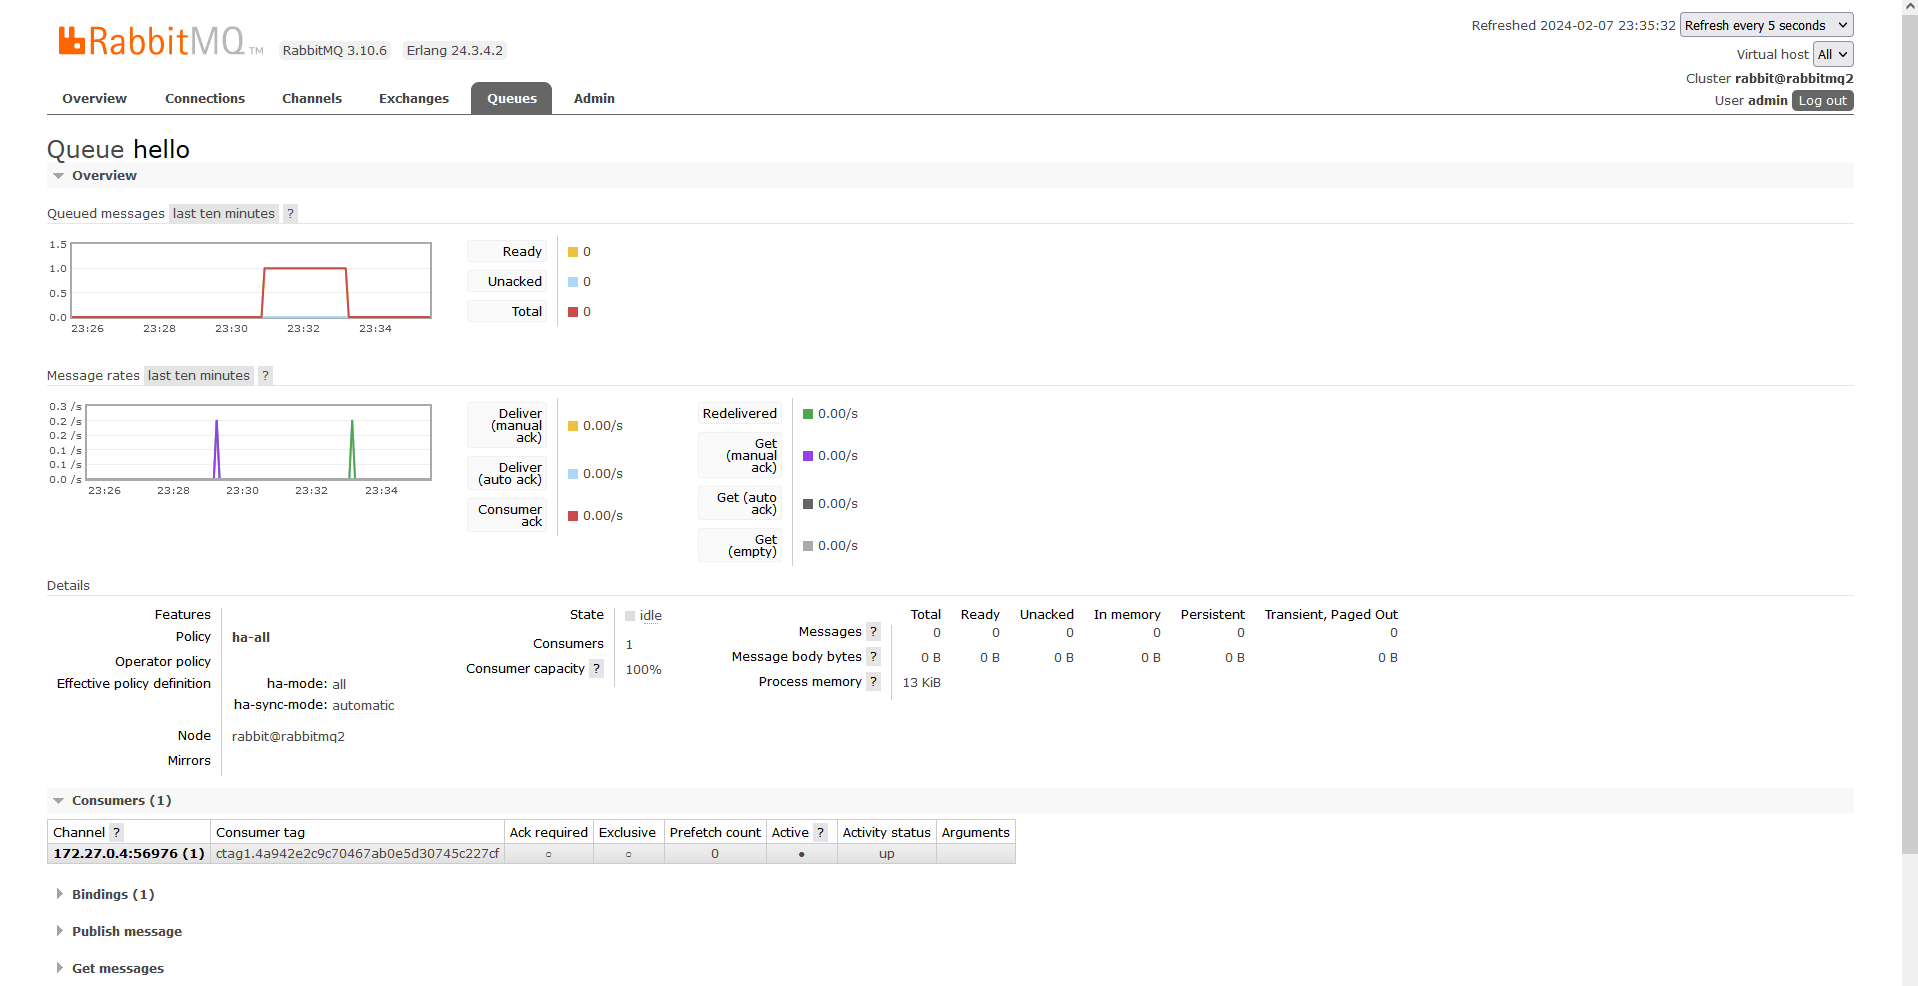 RabbitMQ TM RabbitMQ 3.10.6 Erlang 24.3.4.2
Refreshed 2024-02-07 23:35:32 Refresh every 5 seconds
Virtual host All
Cluster rabbit@rabbitmq2
User admin Log out
Overview Connections Channels Exchanges Queues Admin
Queue hello
Overview
Queued messages last ten minutes ?
1.5
1.0
0.5
0.0
23:26 23:28 23:30 23:32 23:34
Ready 0
Unacked 0
Total 0
Message rates last ten minutes ?
0.3 /s
0.2 /s
0.2 /s
0.1 /s
0.1 /s
0.0 /s
23:26 23:28 23:30 23:32 23:34
Deliver
(manual
ack)
0.00/s
Deliver
(auto ack)
0.00/s
Consumer
ack
0.00/s
Redelivered 0.00/s
Get
(manual
ack)
0.00/s
Get (auto
ack)
0.00/s
Get
(empty)
0.00/s
Details
Features
Policy ha-all
Operator policy
Effective policy definition ha-mode: all
ha-sync-mode: automatic
Node rabbit@rabbitmq2
Mirrors
State idle
Consumers 1
Consumer capacity ? 100%
Total Ready Unacked In memory Persistent Transient, Paged Out
Messages ? 0 0 0 0 0 0
Message body bytes ? 0 B 0 B 0 B 0 B 0 B 0 B
Process memory ? 13 KiB
Consumers (1)
Channel ? Consumer tag Ack required Exclusive Prefetch count Active ? Activity status Arguments
172.27.0.4:56976 (1) ctag1.4a942e2c9c70467ab0e5d30745c227cf ○ ○ 0 ● up
Bindings (1)
Publish message
Get messages